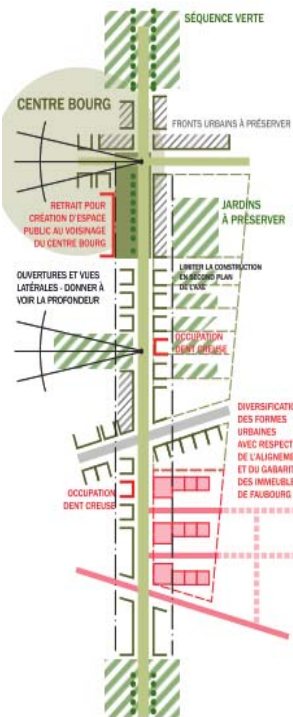 SÉQUENCE VERTE
CENTRE BOURG
FRONTS URBAINS À PRÉSERVER
RETRAIT POUR
CRÉATION D'ESPACE
PUBLIC AU VOISINAGE
DU CENTRE BOURG
JARDINS
À PRÉSERVER
OUVERTURES ET VUES
LATÉRALES - DONNER À
VOIR LA PROFONDEUR
LIMITER LA CONSTRUCTION
EN SECOND PLAN
DE L'AXE
OCCUPATION
DENT CREUSE
DIVERSIFICATI
DES FORMES
URBAINES
AVEC RESPECT
DE L'ALIGNEME
ET DU GABARIT
DES IMMEUBLE
DE FAUBOURG
OCCUPATION
DENT CREUSE